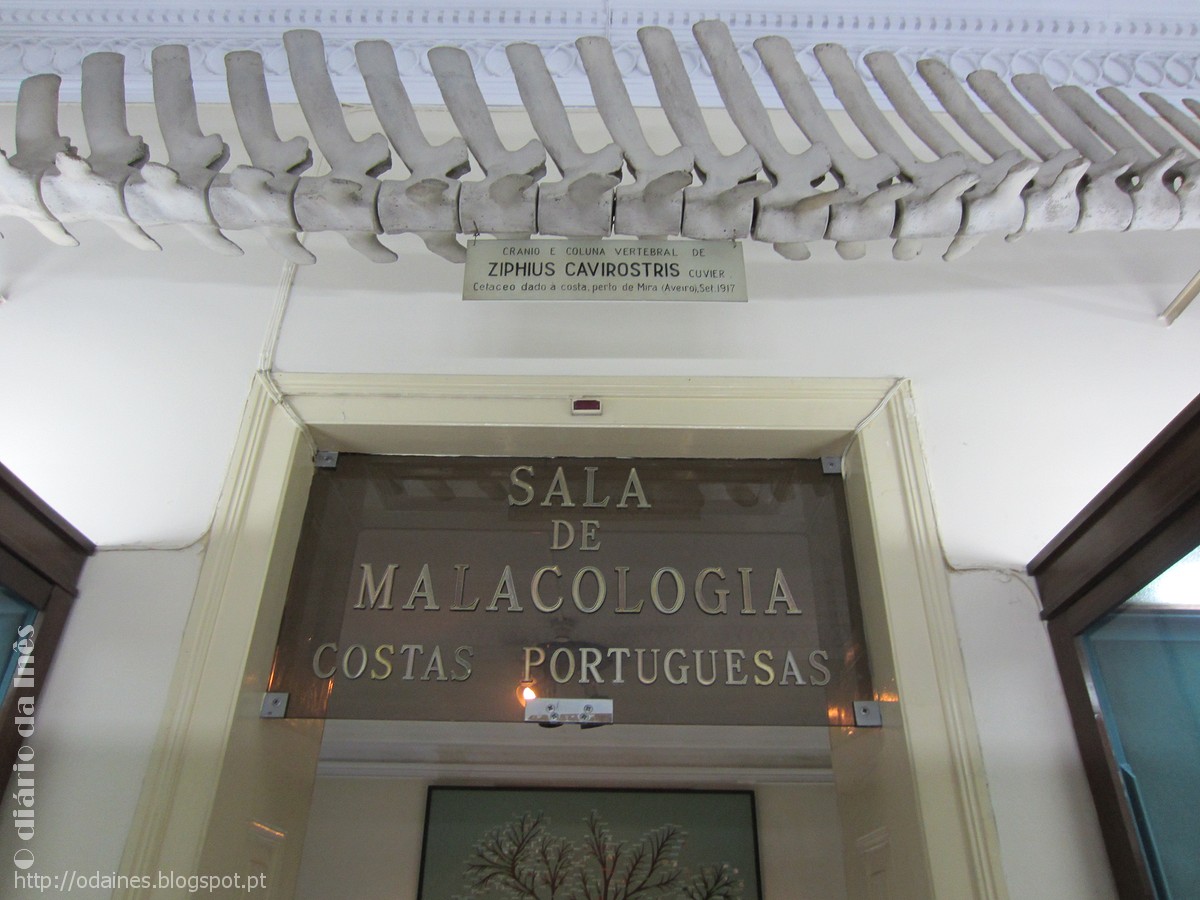 CRANIO E COLUNA VERTEBRAL DE
ZIPHIUS CAVIROSTRIS CUVIER
Cetaceo dado à costa, perto de Mira (Aveiro), Set. 1917
SALA
DE
MALACOLOGIA
COSTAS PORTUGUESAS
O diário da Inês
http://odaines.blogspot.pt